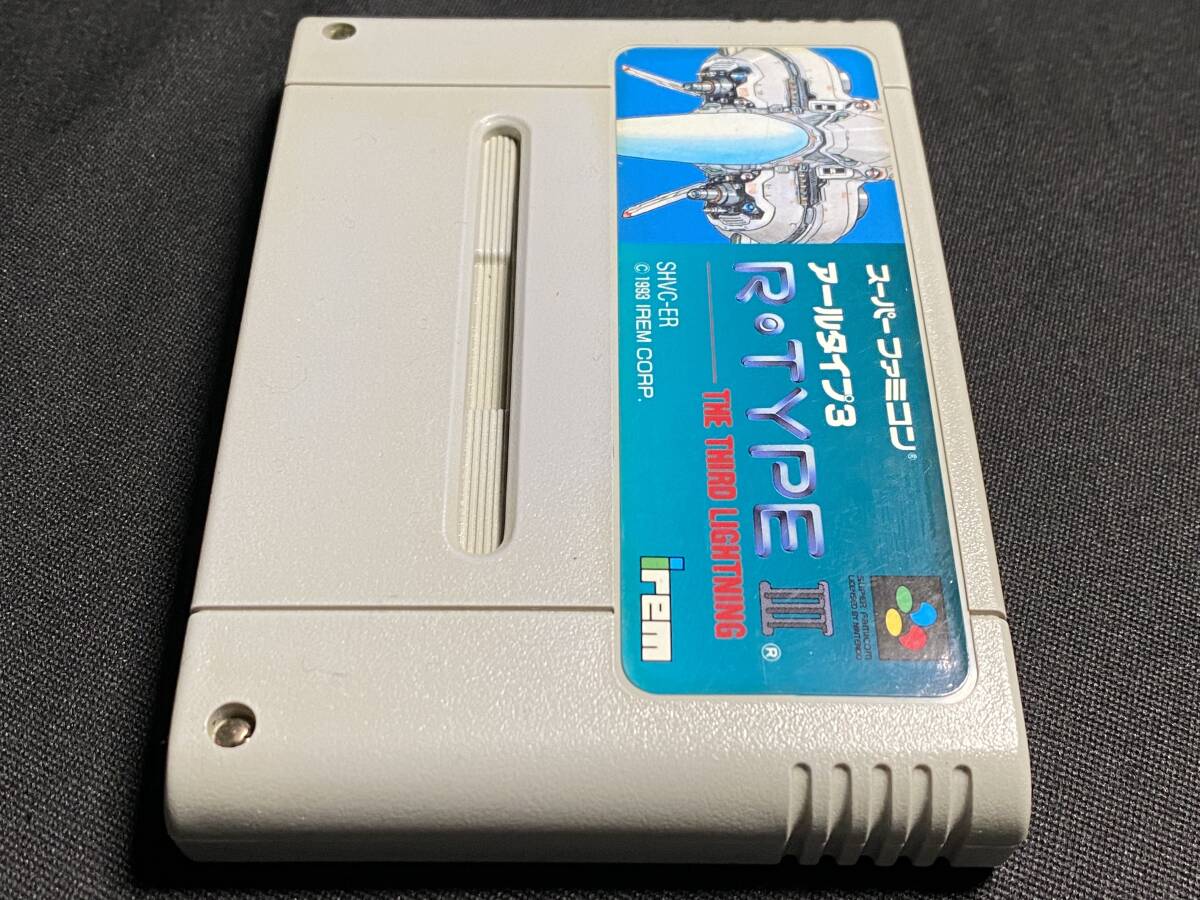 スーパーファミコン®
アールタイプ3
R・TYPE III®
THE THIRD LIGHTNING
SHVC-ER
© 1993 IREM CORP.
irem
SUPER FAMICOM
LICENSED BY NINTENDO